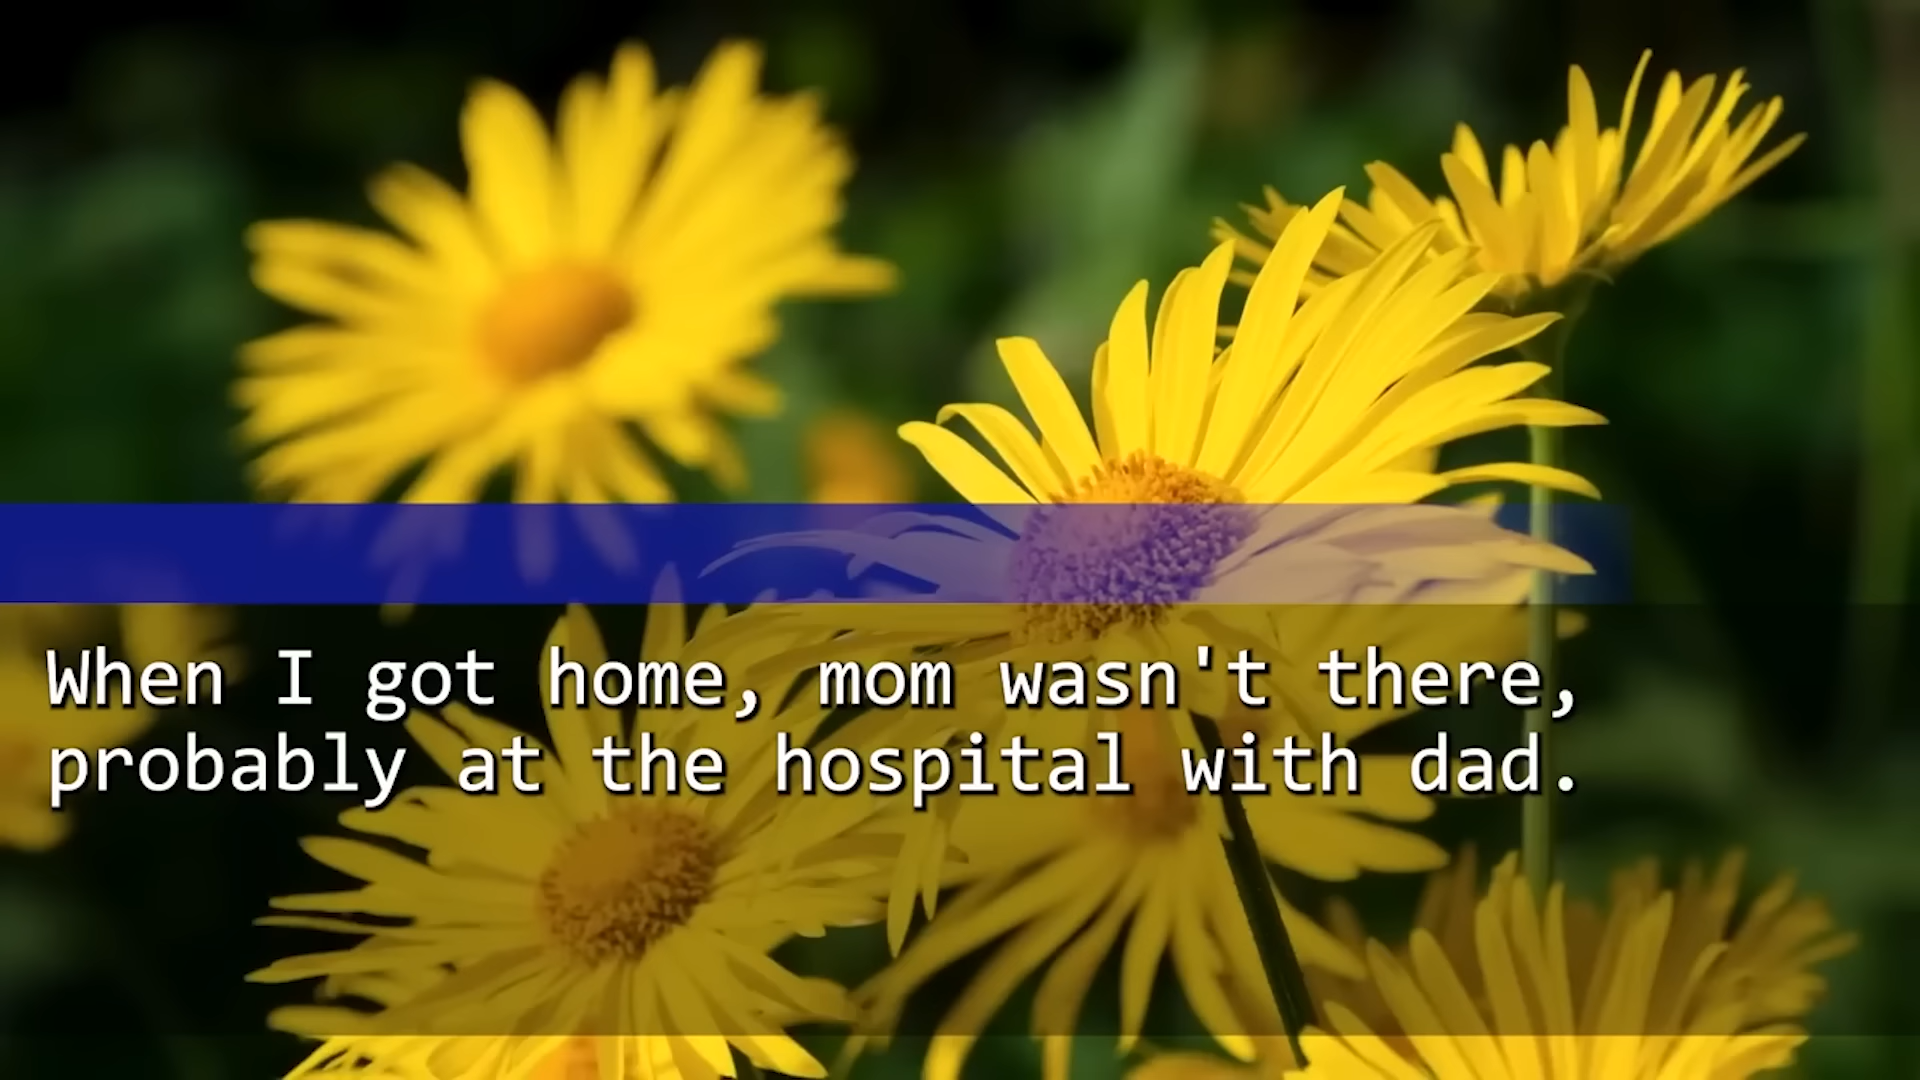 When I got home, mom wasn't there,
probably at the hospital with dad.